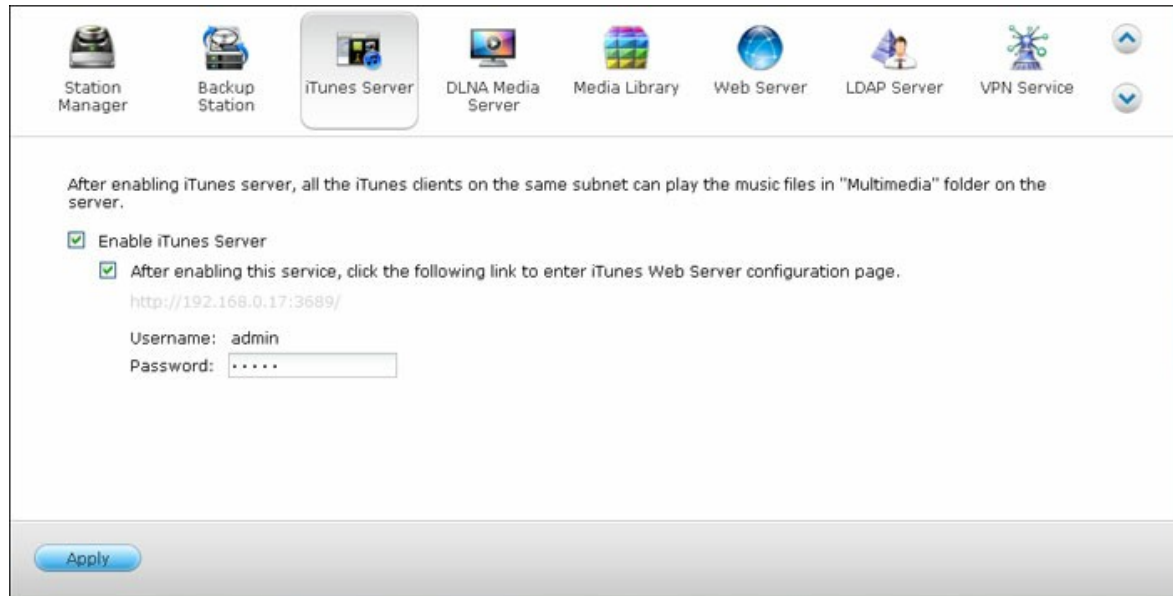 Station Manager
Backup Station
iTunes Server
DLNA Media Server
Media Library
Web Server
LDAP Server
VPN Service
After enabling iTunes server, all the iTunes clients on the same subnet can play the music files in "Multimedia" folder on the
server.
Enable iTunes Server
After enabling this service, click the following link to enter iTunes Web Server configuration page.
http://192.168.0.17:3689/
Username: admin
Password: •••••
Apply